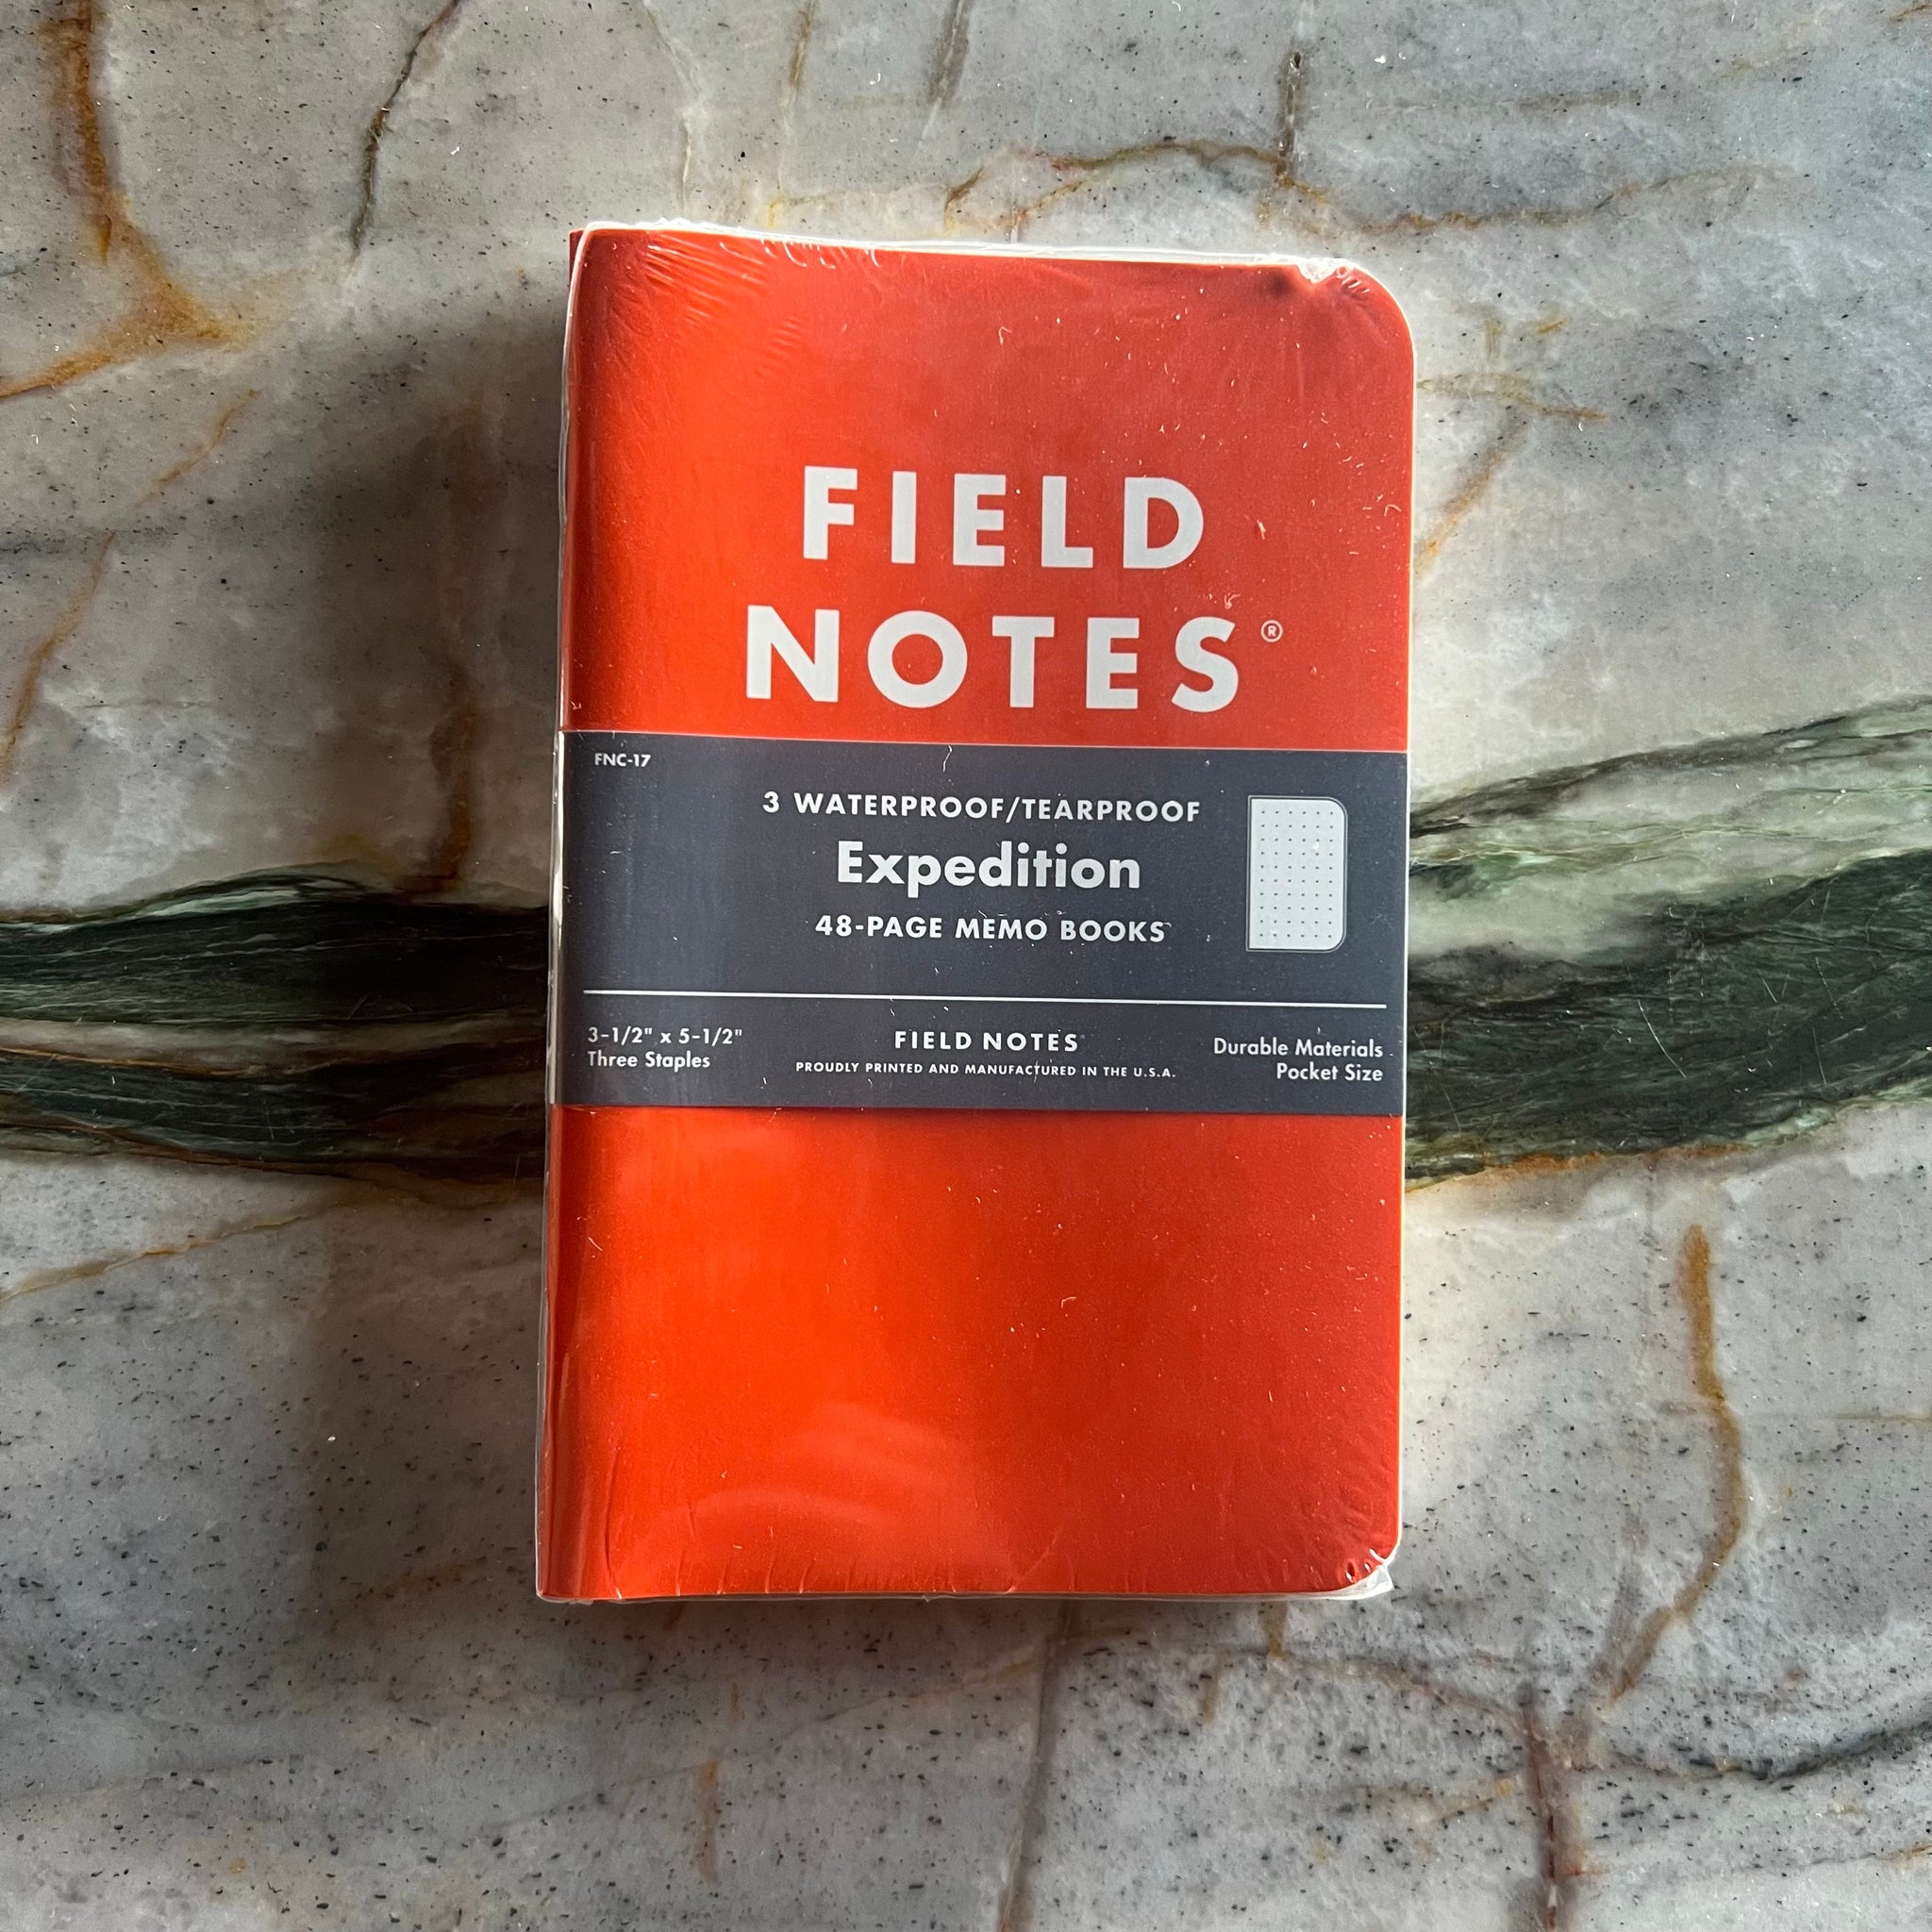 FIELD
NOTES®
FNC-17
3 WATERPROOF/TEARPROOF
Expedition
48-PAGE MEMO BOOKS
3-1/2" x 5-1/2"
Three Staples
FIELD NOTES
PROUDLY PRINTED AND MANUFACTURED IN THE U.S.A.
Durable Materials
Pocket Size